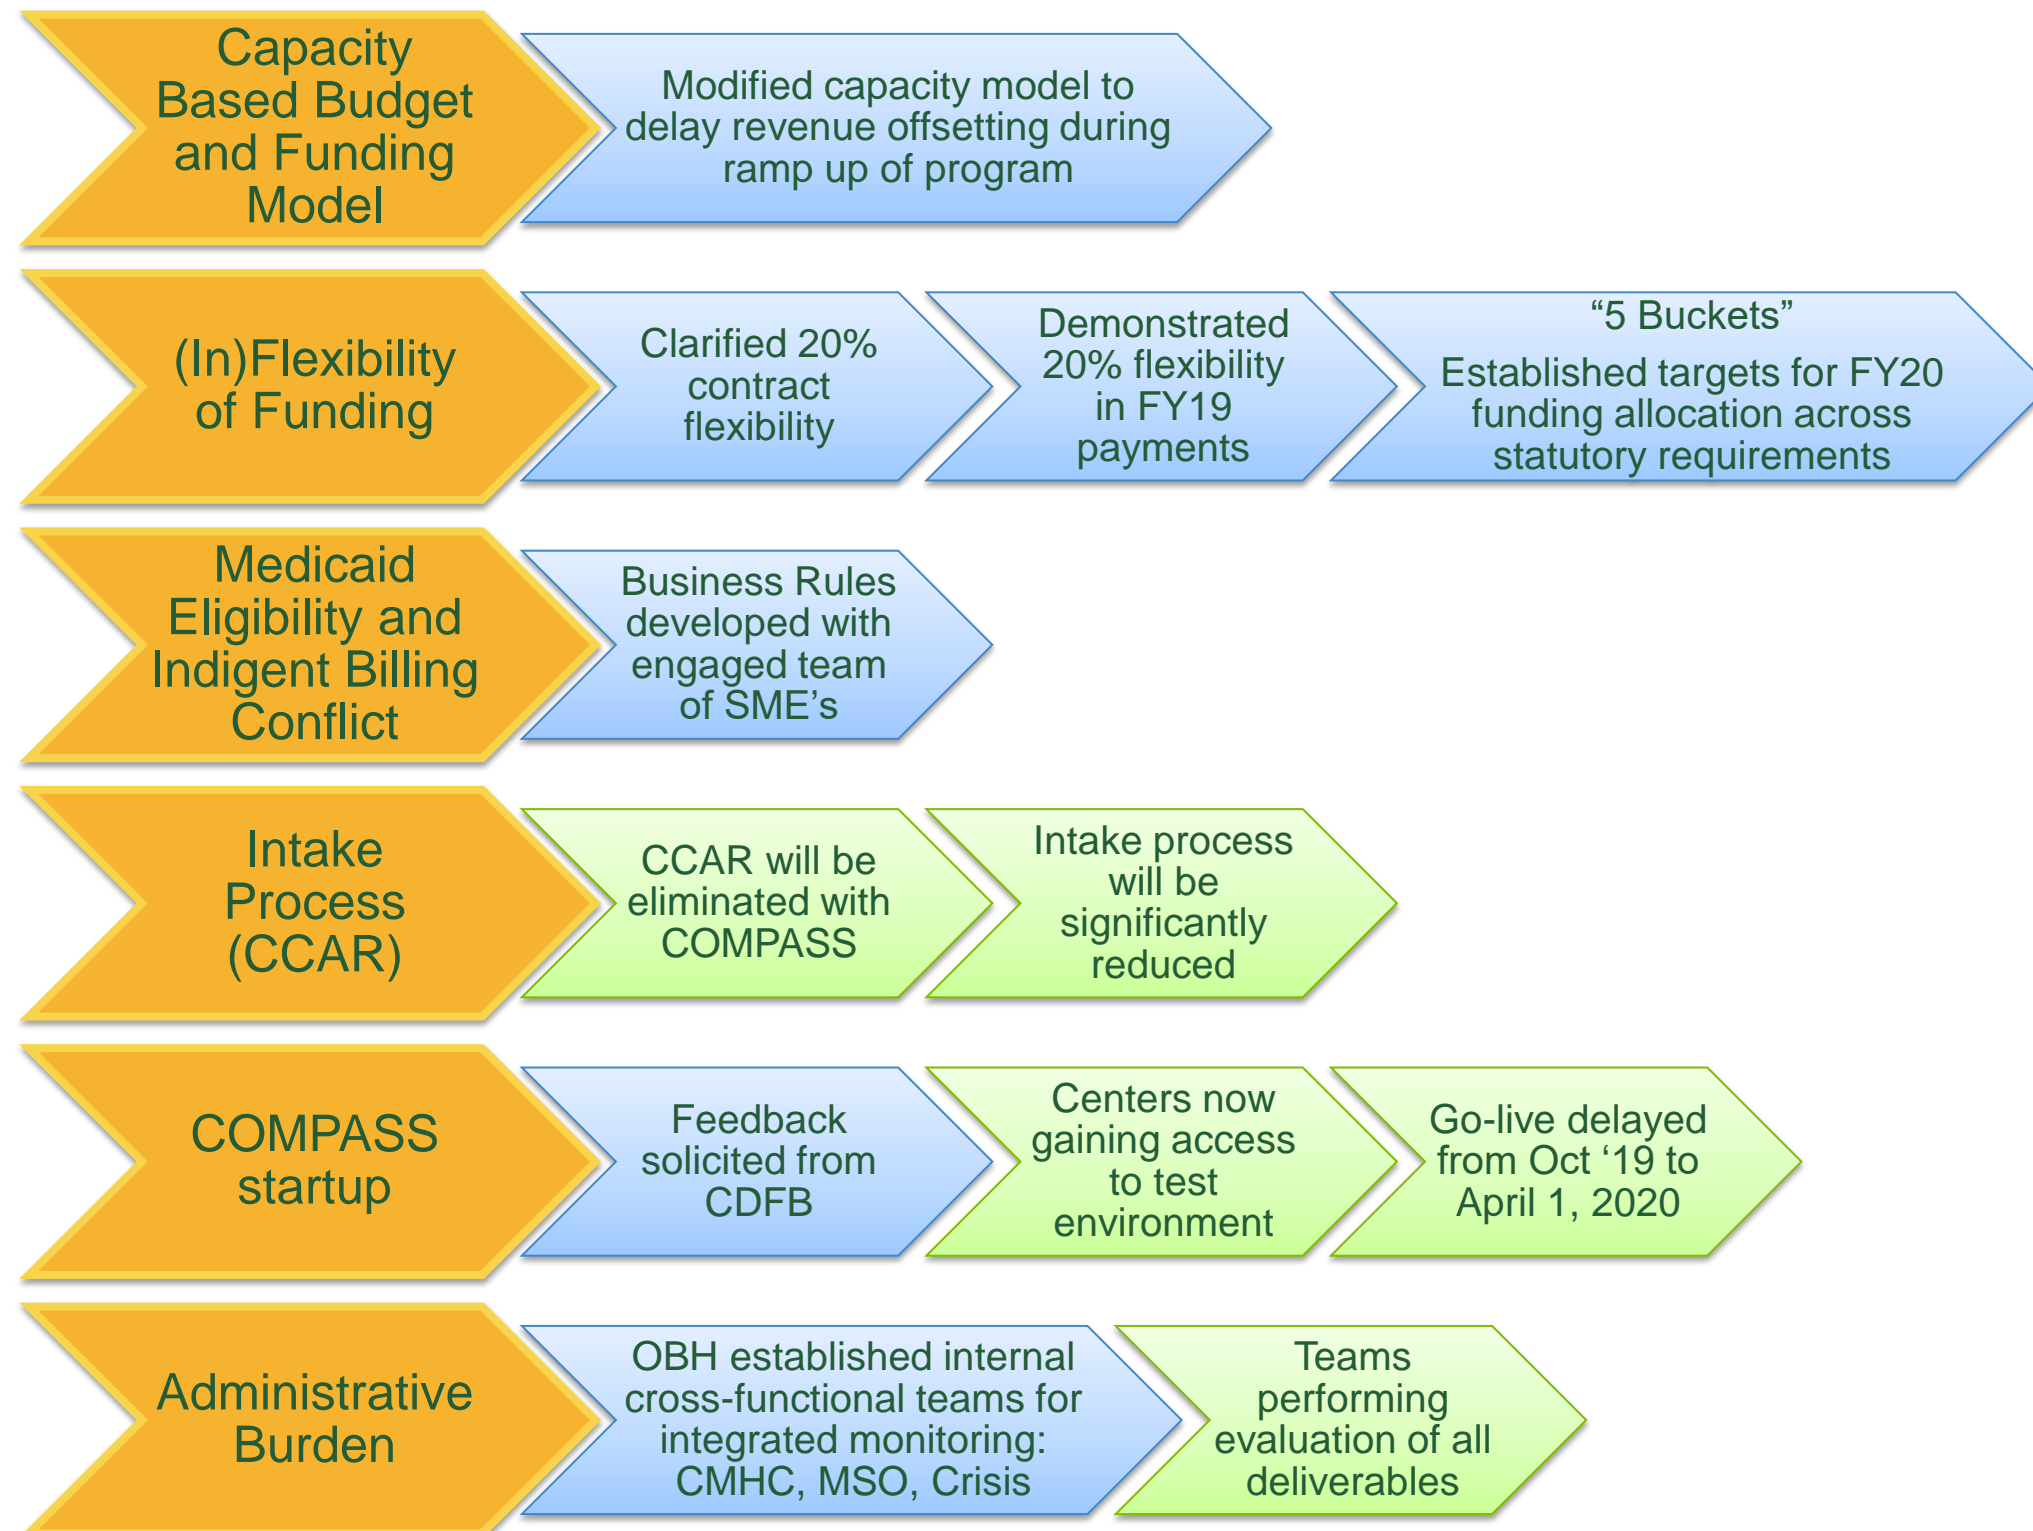 Capacity
Based Budget
and Funding
Model
Modified capacity model to
delay revenue offsetting during
ramp up of program
(In)Flexibility
of Funding
Clarified 20%
contract
flexibility
Demonstrated
20% flexibility
in FY19
payments
“5 Buckets”
Established targets for FY20
funding allocation across
statutory requirements
Medicaid
Eligibility and
Indigent Billing
Conflict
Business Rules
developed with
engaged team
of SME’s
Intake
Process
(CCAR)
CCAR will be
eliminated with
COMPASS
Intake process
will be
significantly
reduced
COMPASS
startup
Feedback
solicited from
CDFB
Centers now
gaining access
to test
environment
Go-live delayed
from Oct ‘19 to
April 1, 2020
Administrative
Burden
OBH established internal
cross-functional teams for
integrated monitoring:
CMHC, MSO, Crisis
Teams
performing
evaluation of all
deliverables